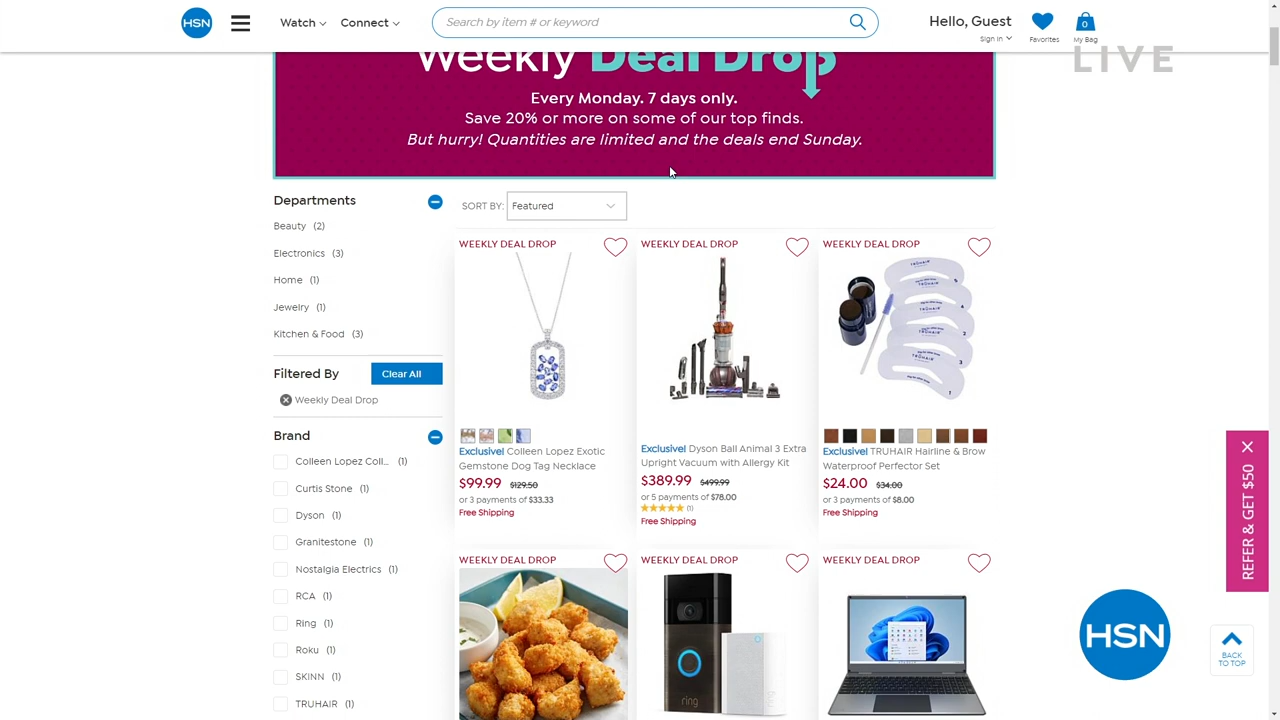 HSN
Watch
Connect
Search by item # or keyword
Hello, Guest
Sign In
Favorites
0
My Bag
LIVE
Weekly Deal Drop
Every Monday. 7 days only.
Save 20% or more on some of our top finds.
But hurry! Quantities are limited and the deals end Sunday.
Departments
Beauty (2)
Electronics (3)
Home (1)
Jewelry (1)
Kitchen & Food (3)
Filtered By
Clear All
Weekly Deal Drop
Brand
Colleen Lopez Coll... (1)
Curtis Stone (1)
Dyson (1)
Granitestone (1)
Nostalgia Electrics (1)
RCA (1)
Ring (1)
Roku (1)
SKINN (1)
TRUHAIR (1)
SORT BY: Featured
WEEKLY DEAL DROP
Exclusive! Colleen Lopez Exotic
Gemstone Dog Tag Necklace
$99.99 $129.50
or 3 payments of $33.33
Free Shipping
WEEKLY DEAL DROP
Exclusive! Dyson Ball Animal 3 Extra
Upright Vacuum with Allergy Kit
$389.99 $499.99
or 5 payments of $78.00
(1)
Free Shipping
WEEKLY DEAL DROP
Exclusive! TRUHAIR Hairline & Brow
Waterproof Perfector Set
$24.00 $34.00
or 3 payments of $8.00
Free Shipping
WEEKLY DEAL DROP
WEEKLY DEAL DROP
ring
WEEKLY DEAL DROP
REFER & GET $50
HSN
BACK
TO TOP